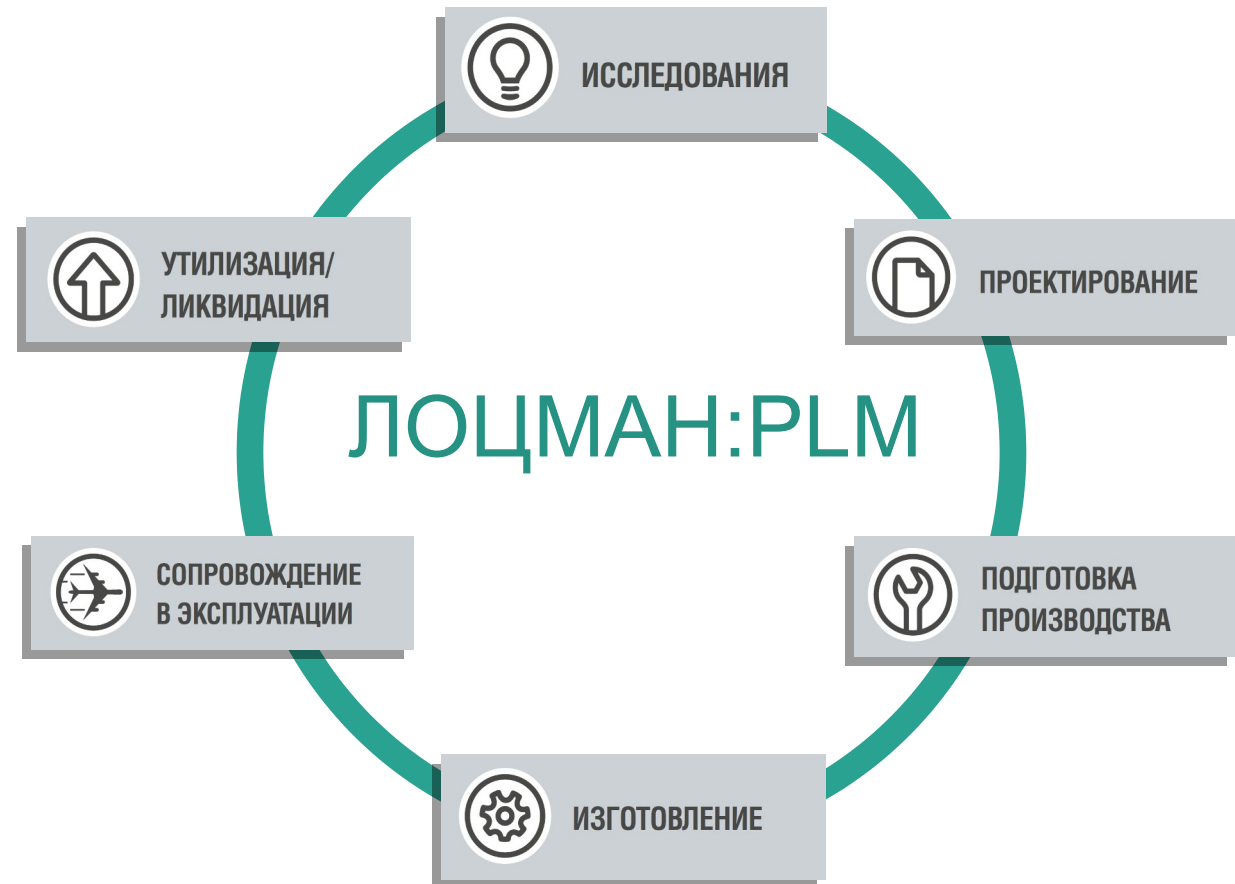 ИССЛЕДОВАНИЯ
ПРОЕКТИРОВАНИЕ
ПОДГОТОВКА
ПРОИЗВОДСТВА
ИЗГОТОВЛЕНИЕ
СОПРОВОЖДЕНИЕ
В ЭКСПЛУАТАЦИИ
УТИЛИЗАЦИЯ/
ЛИКВИДАЦИЯ
ЛОЦМАН:PLM